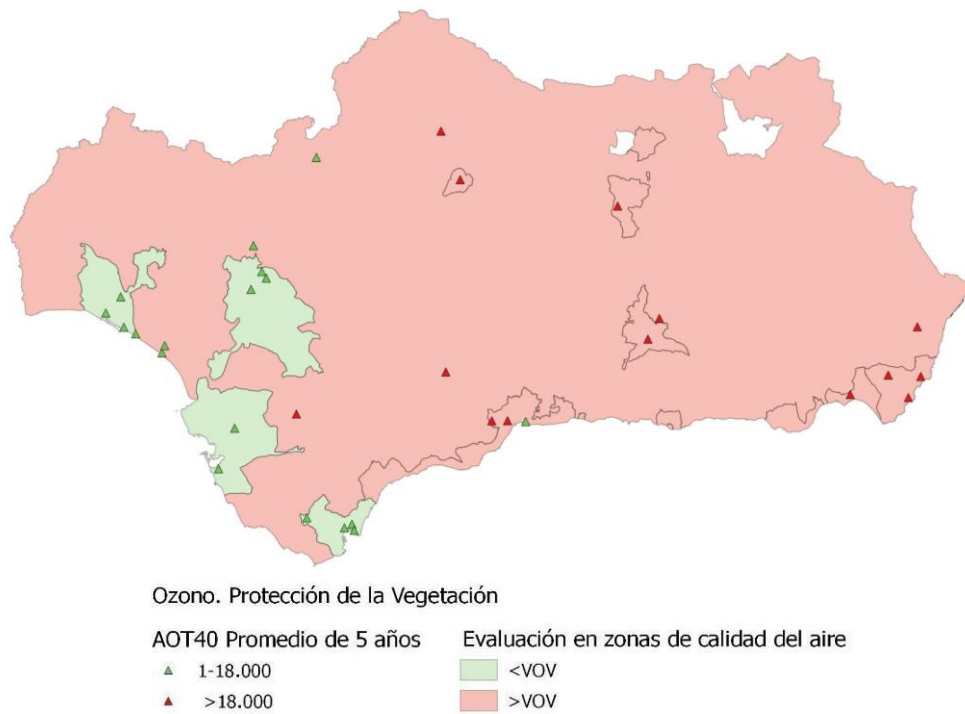 Ozono. Protección de la Vegetación
AOT40 Promedio de 5 años
1-18.000
>18.000
Evaluación en zonas de calidad del aire
<VOV
>VOV